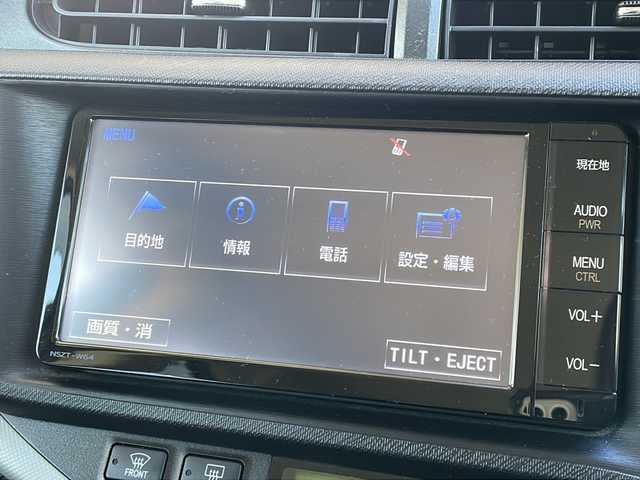 MENU
目的地
情報
電話
設定・編集
画質・消
TILT・EJECT
NSZT-W64
現在地
AUDIO
PWR
MENU
CTRL
VOL+
VOL−
FRONT